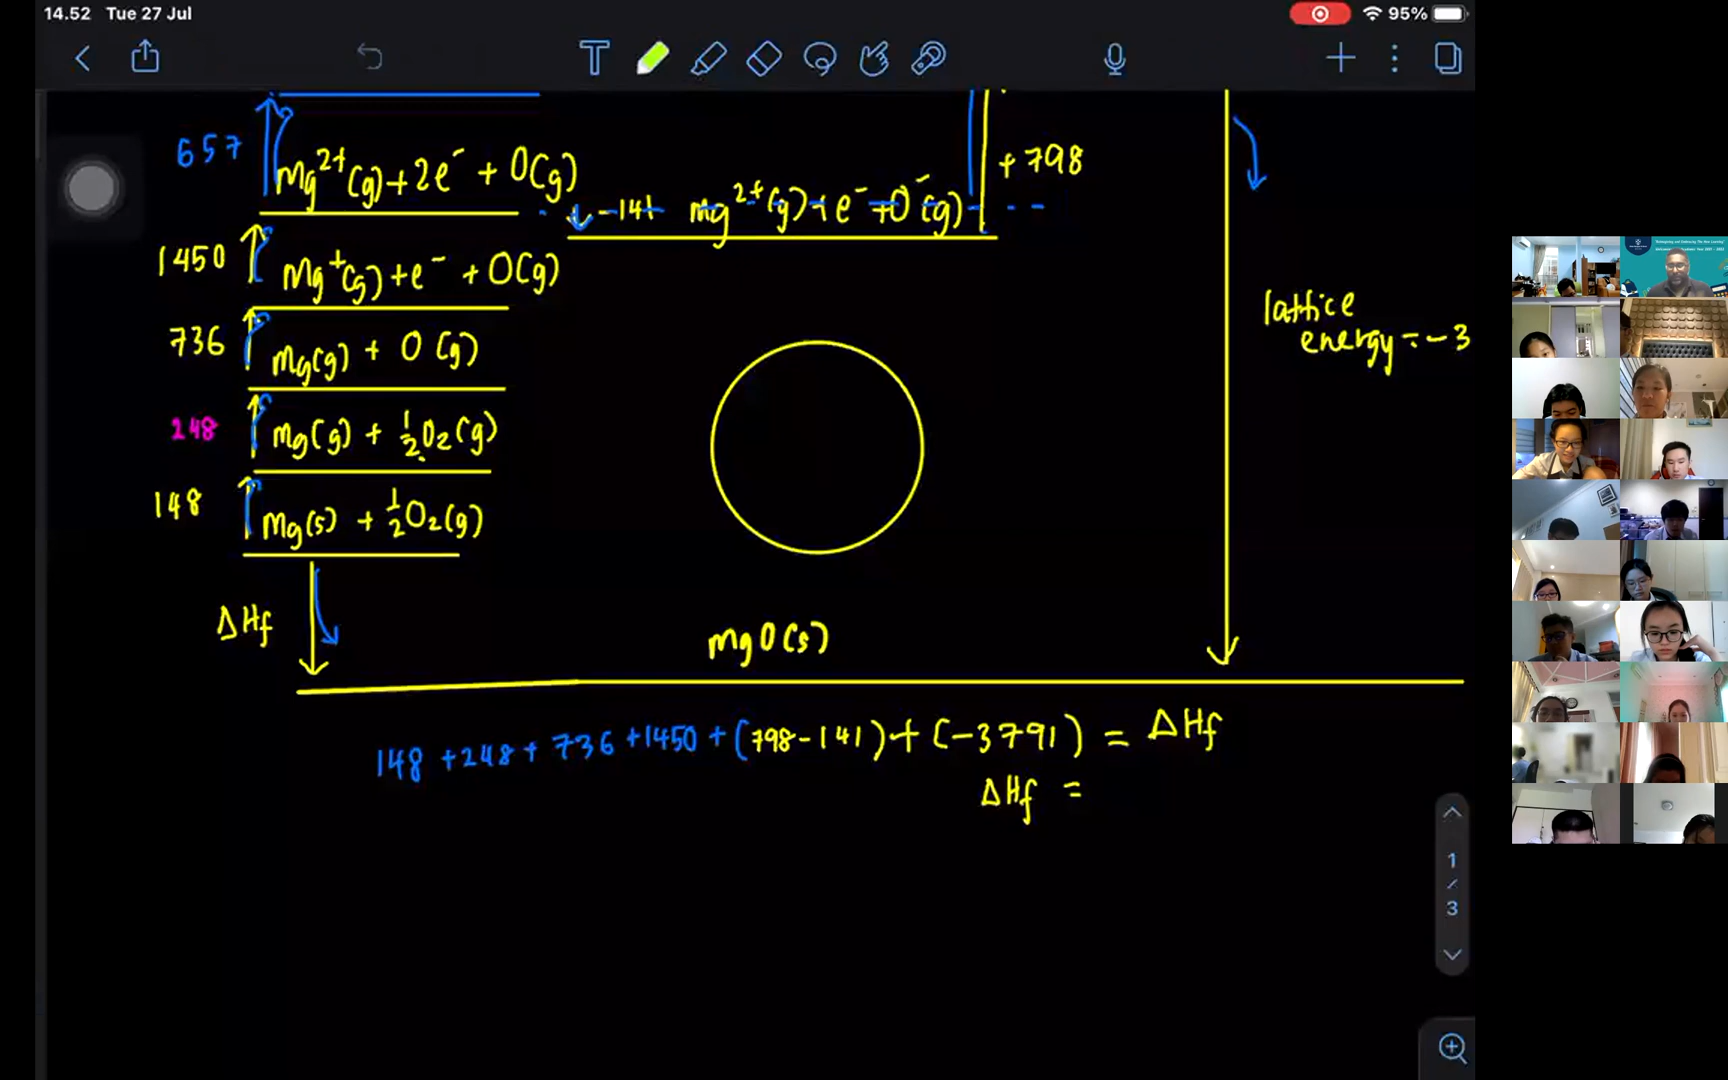 14.52 Tue 27 Jul
95%
T
657
Mg²⁺(g)+2e⁻ + O(g)
-141
Mg²⁺(g)+e⁻+O⁻(g)
+798
1450
Mg⁺(g)+e⁻ + O(g)
736
Mg(g) + O(g)
lattice
energy = -3
248
Mg(g) + ½O₂(g)
148
Mg(s) + ½O₂(g)
ΔHf
MgO(s)
148 +248 + 736 +1450 + (798-141) + (-3791) = ΔHf
ΔHf =
1
/
3